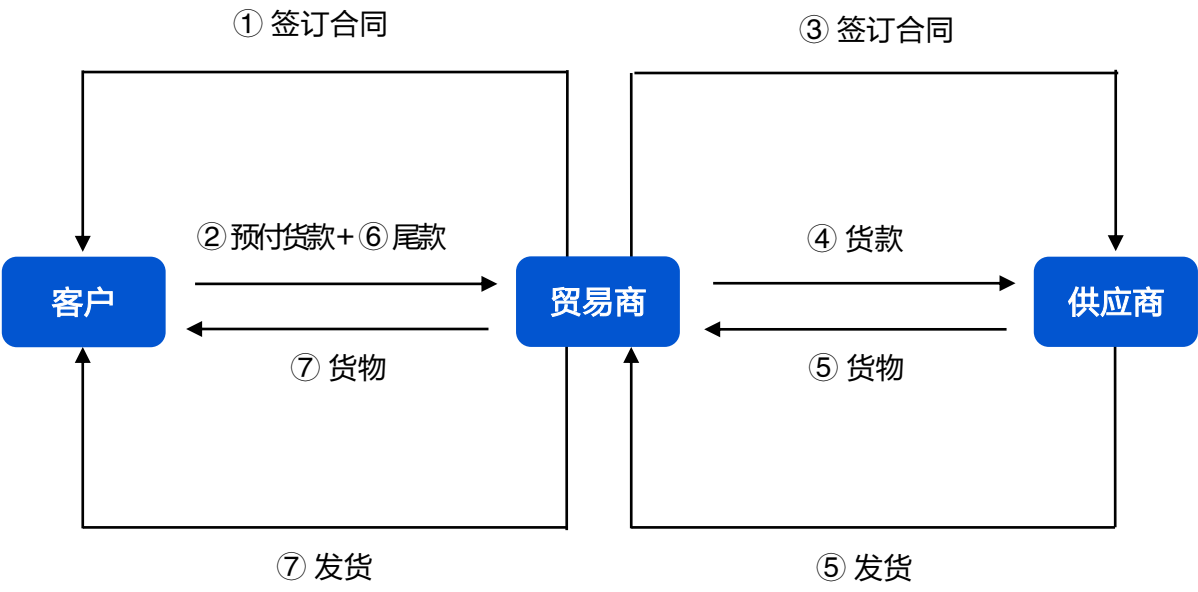 ① 签订合同
③ 签订合同
②预付货款+⑥尾款
④ 货款
客户
贸易商
供应商
⑦ 货物
⑤ 货物
⑦ 发货
⑤ 发货